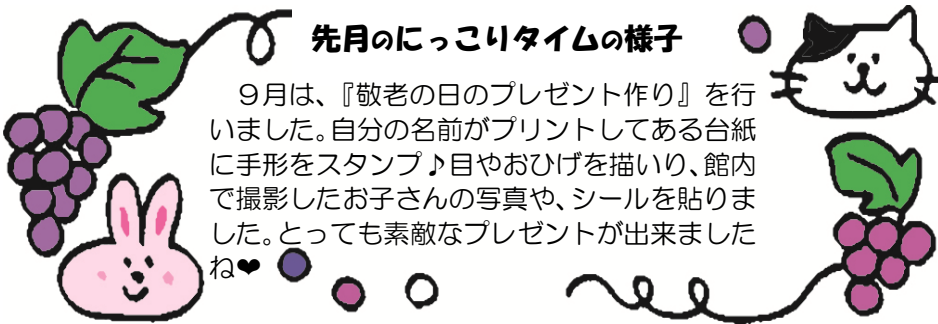 先月のにっこりタイムの様子
９月は、『敬老の日のプレゼント作り』を行
いました。自分の名前がプリントしてある台紙
に手形をスタンプ♪目やおひげを描いり、館内
で撮影したお子さんの写真や、シールを貼りま
した。とっても素敵なプレゼントが出来ました
ね❤